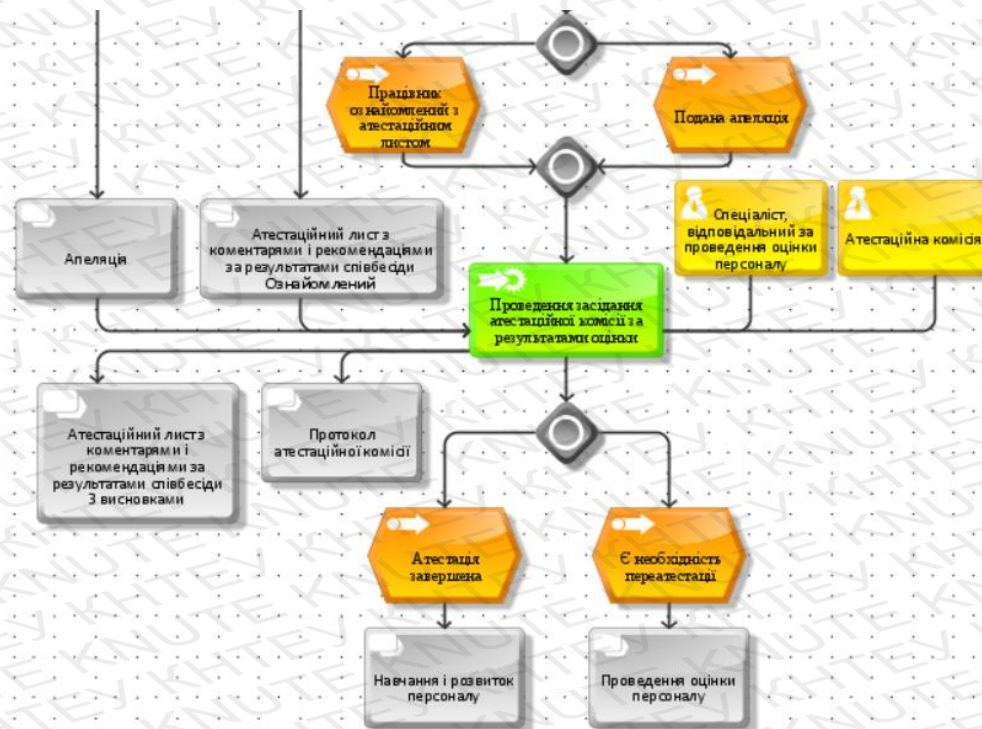 Працівник
ознайомлений з
атестаційним
листом
Подана апеляція
Апеляція
Атестаційний лист з
коментарями і рекомендаціями
за результатами співбесіди
Ознайомлений
Спеціаліст,
відповідальний за
проведення оцінки
персоналу
Атестаційна комісія
Проведення засідання
атестаційної комісії за
результатами оцінки
Атестаційний лист з
коментарями і
рекомендаціями за
результатами співбесіди
З висновками
Протокол
атестаційної комісії
Атестація
завершена
Є необхідність
переатестації
Навчання і розвиток
персоналу
Проведення оцінки
персоналу